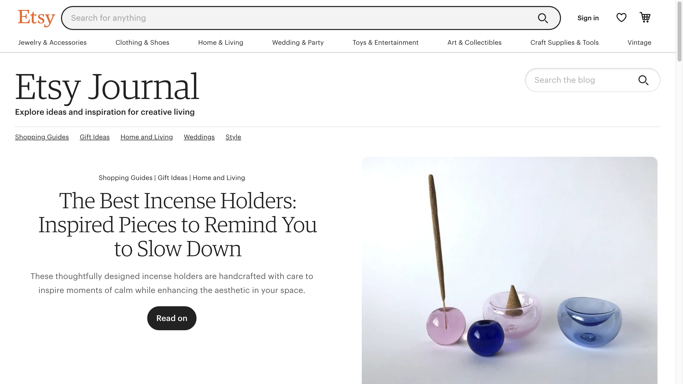 Etsy
Search for anything
Sign in
Jewelry & Accessories
Clothing & Shoes
Home & Living
Wedding & Party
Toys & Entertainment
Art & Collectibles
Craft Supplies & Tools
Vintage
Etsy Journal
Search the blog
Explore ideas and inspiration for creative living
Shopping Guides
Gift Ideas
Home and Living
Weddings
Style
Shopping Guides | Gift Ideas | Home and Living
The Best Incense Holders:
Inspired Pieces to Remind You
to Slow Down
These thoughtfully designed incense holders are handcrafted with care to
inspire moments of calm while enhancing the aesthetic in your space.
Read on